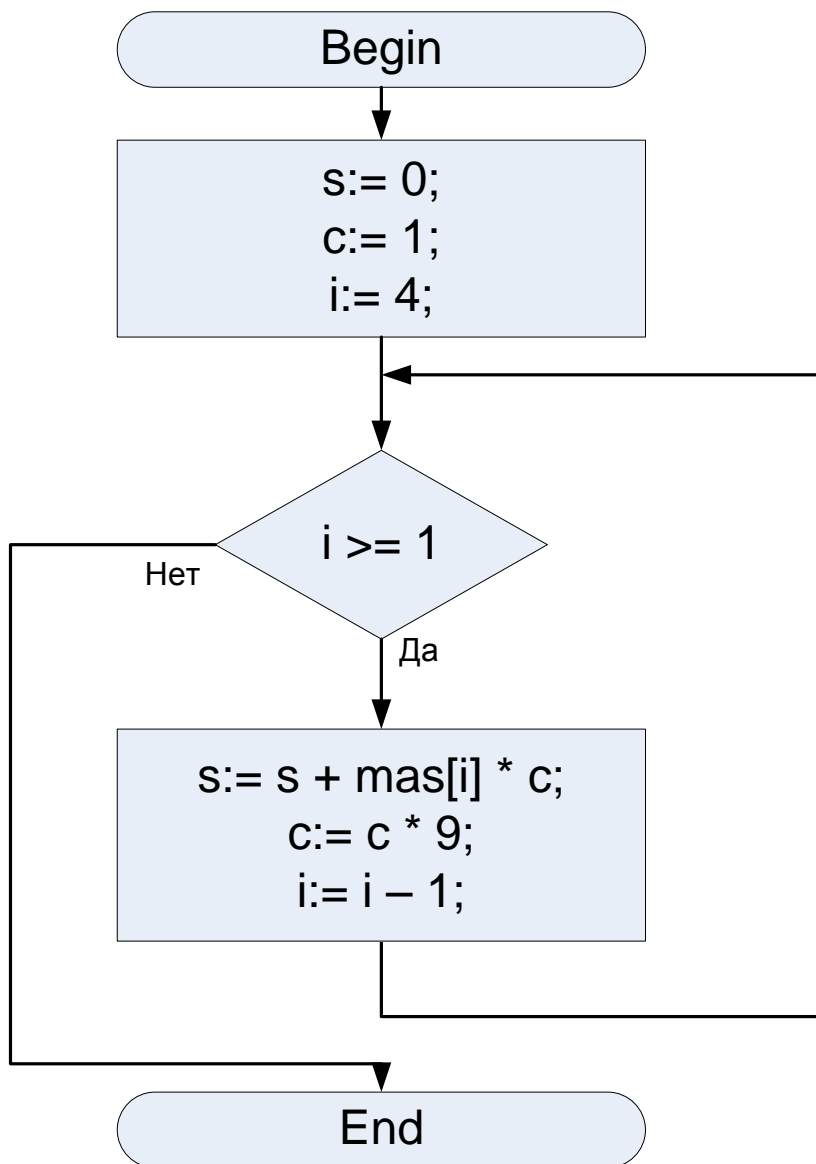 Begin
s:= 0;
c:= 1;
i:= 4;
i >= 1
Нет
Да
s:= s + mas[i] * c;
c:= c * 9;
i:= i – 1;
End